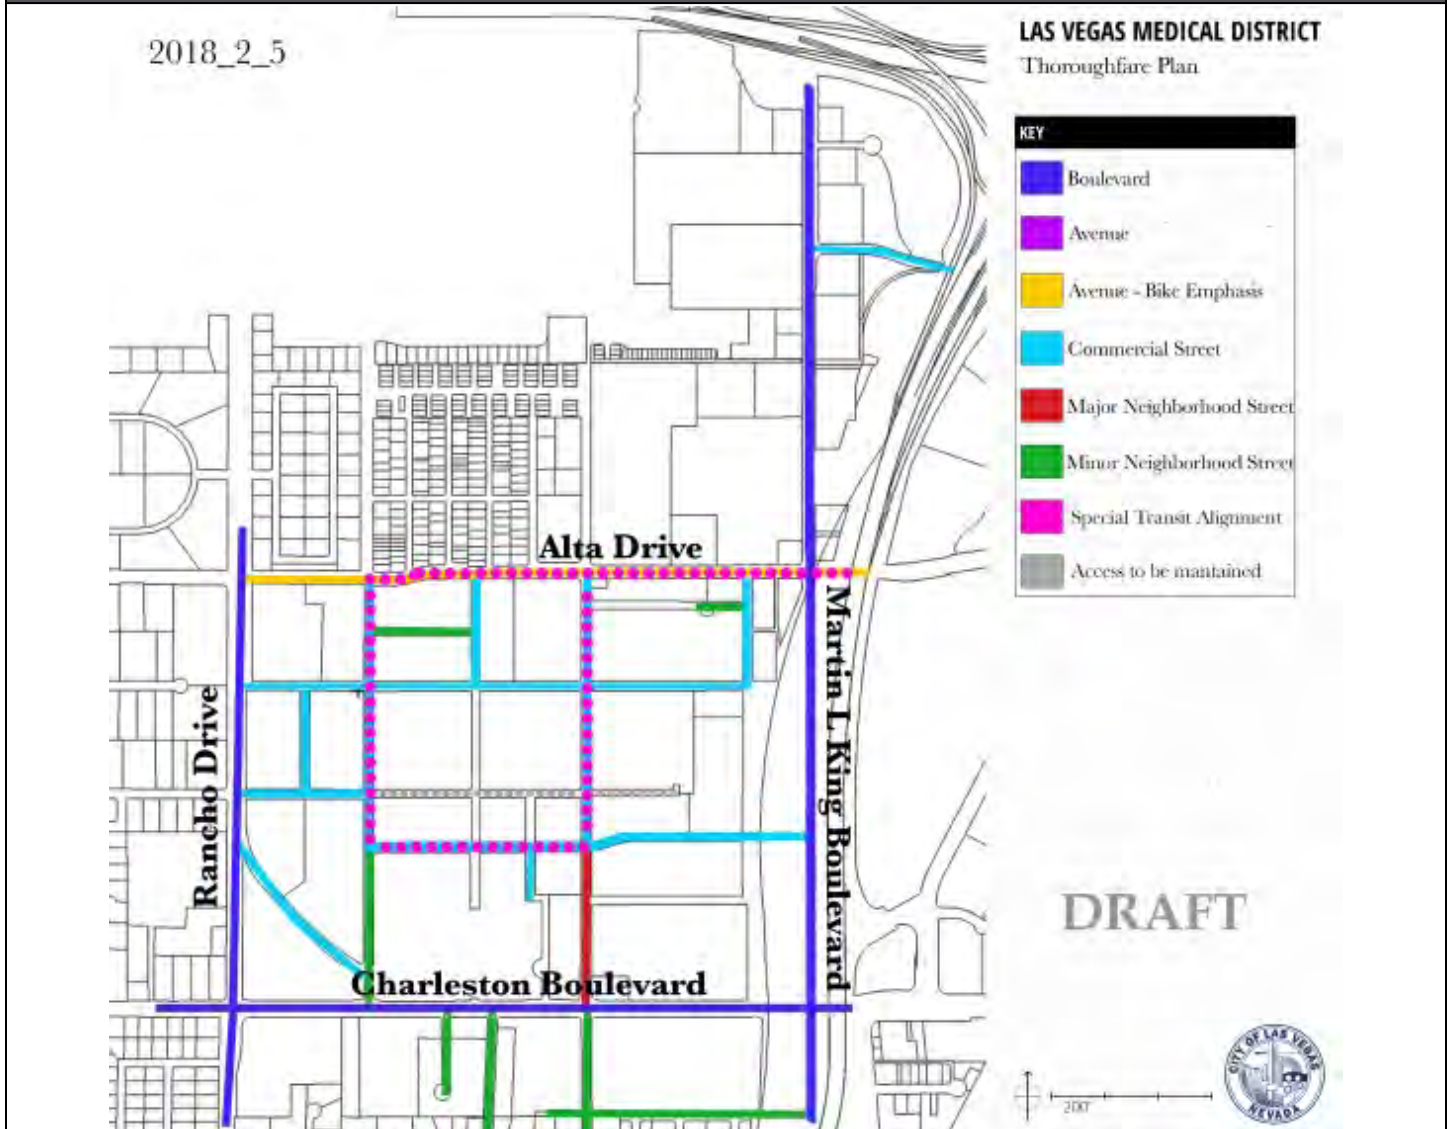 2018_2_5
LAS VEGAS MEDICAL DISTRICT
Thoroughfare Plan
KEY
Boulevard
Avenue
Avenue - Bike Emphasis
Commercial Street
Major Neighborhood Street
Minor Neighborhood Street
Special Transit Alignment
Access to be mantained
Alta Drive
Rancho Drive
Martin L King Boulevard
Charleston Boulevard
DRAFT
200'
CITY OF LAS VEGAS
NEVADA